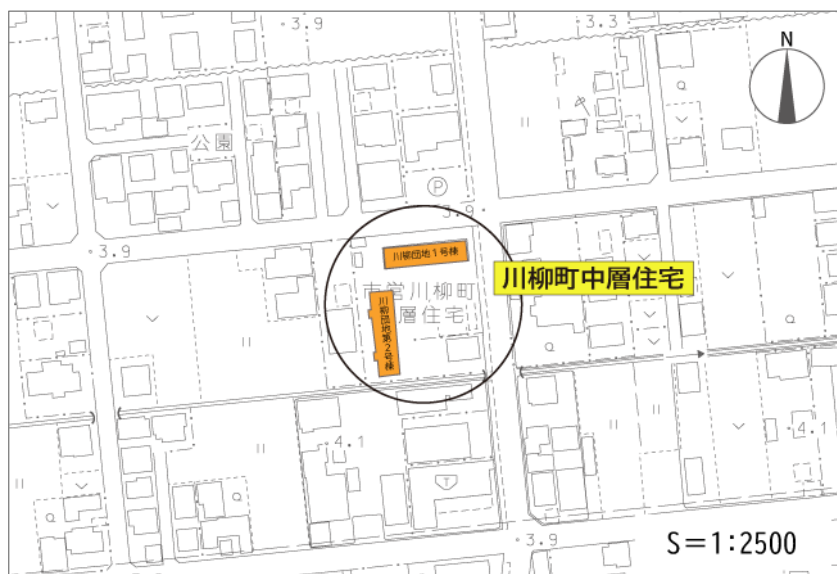 3.9
3.3
N
公園
P
3.9
3.9
川柳団地1号棟
川柳町中層住宅
市営川柳町
層住宅
川柳団地第2号棟
4.1
4.1
T
3.9
S=1:2500